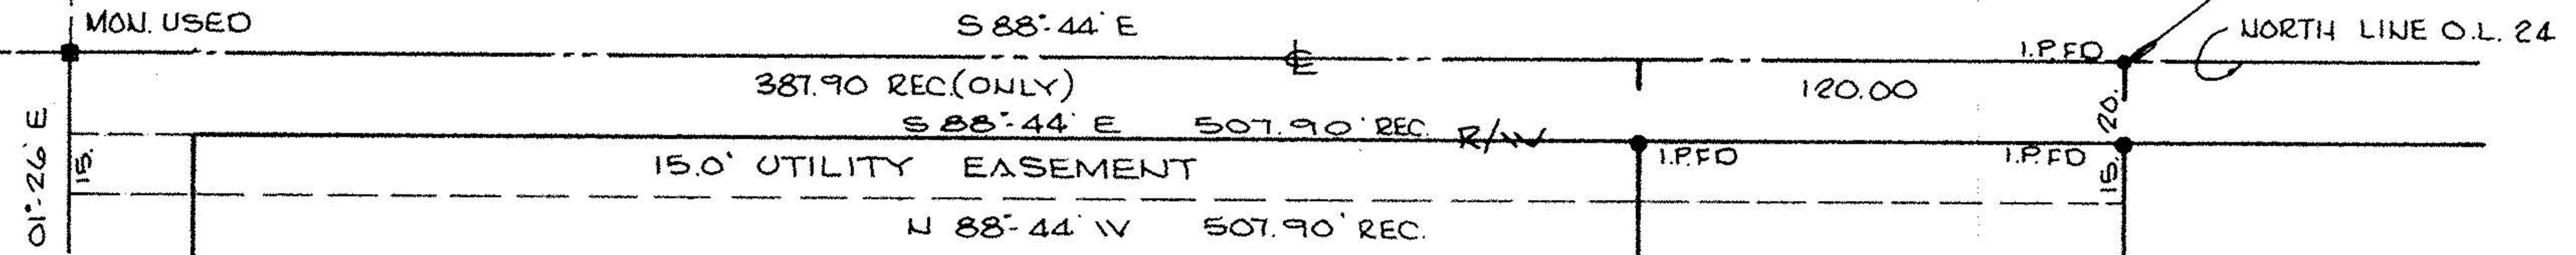 MON. USED
S 88°-44' E
I.P. FD
NORTH LINE O.L. 24
℄
387.90 REC.(ONLY)
120.00
20.
S 88°-44' E 507.90' REC. R/W
01°-26' E
15.
15.0' UTILITY EASEMENT
I.P. FD
I.P. FD
15.
N 88°-44' W 507.90' REC.